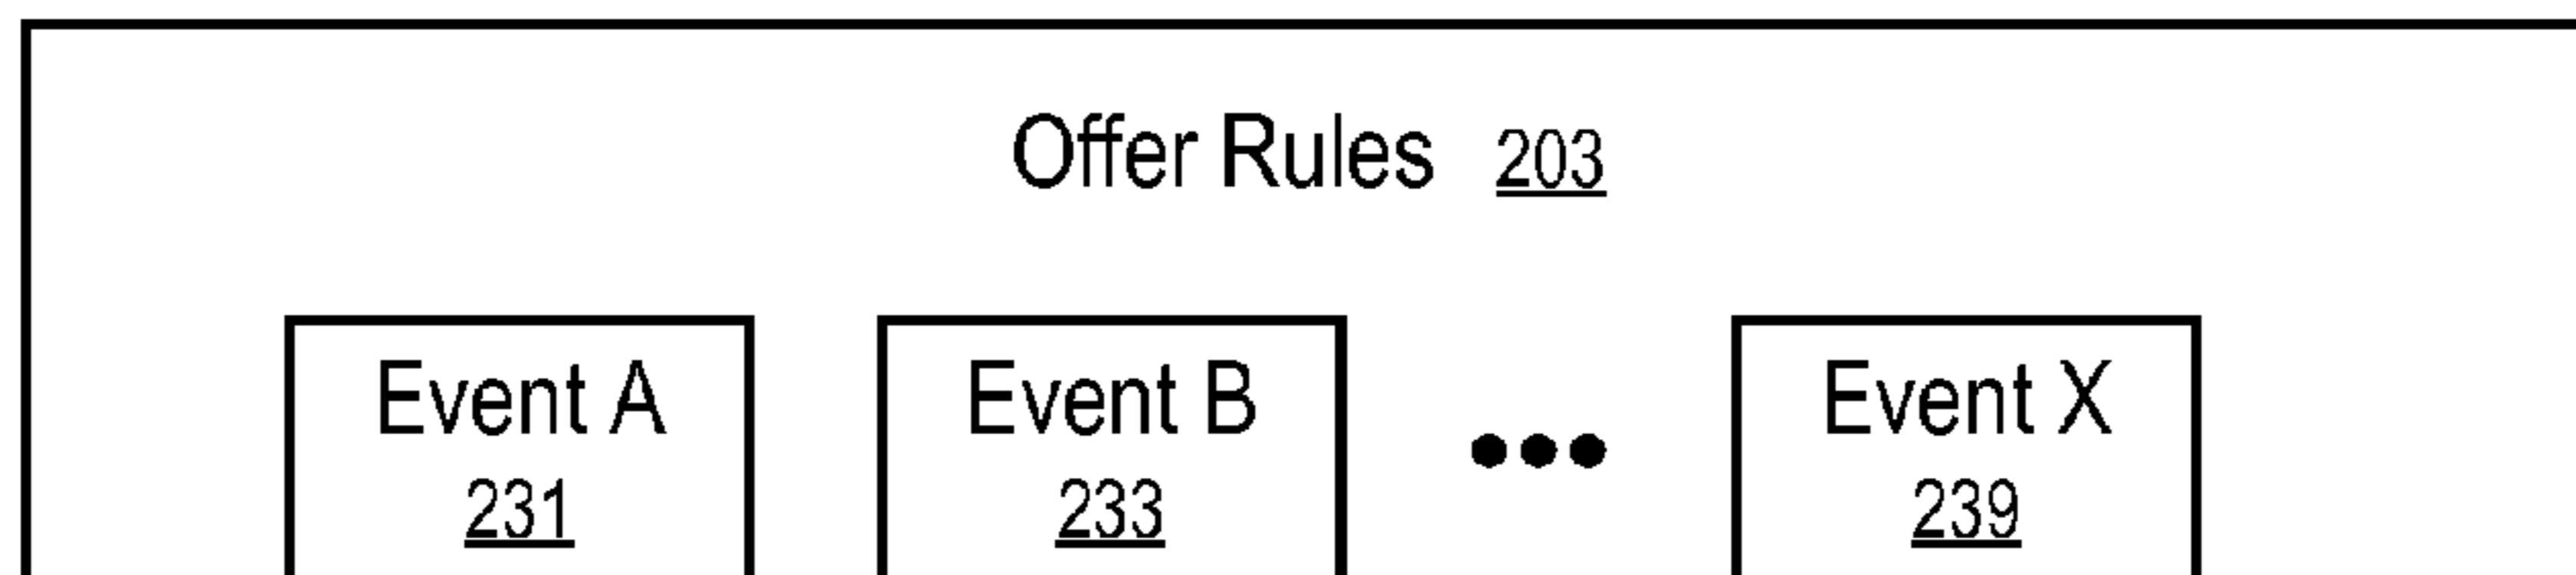 Offer Rules 203
Event A
231
Event B
233
Event X
239